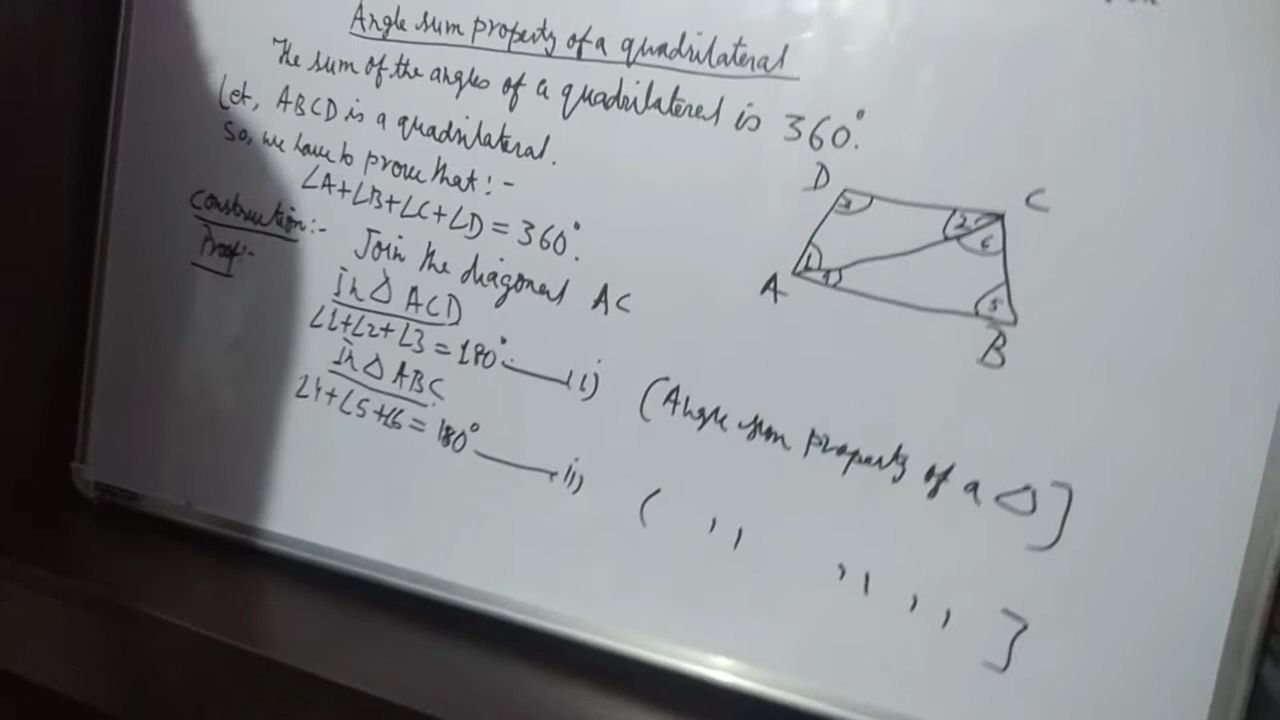 Angle sum property of a quadrilateral
The sum of the angles of a quadrilateral is 360°.
Let, ABCD is a quadrilateral.
So, we have to prove that :-
∠A+∠B+∠C+∠D = 360°.
Construction:- Join the diagonal AC
Proof:-
In △ ACD
∠1+∠2+∠3 = 180° —(i) (Angle sum property of a △]
In △ ABC
∠4+∠5+∠6 = 180° —(ii) ( ,, ,, ,, ]
D C
3 2
6
1
A 4 5
B